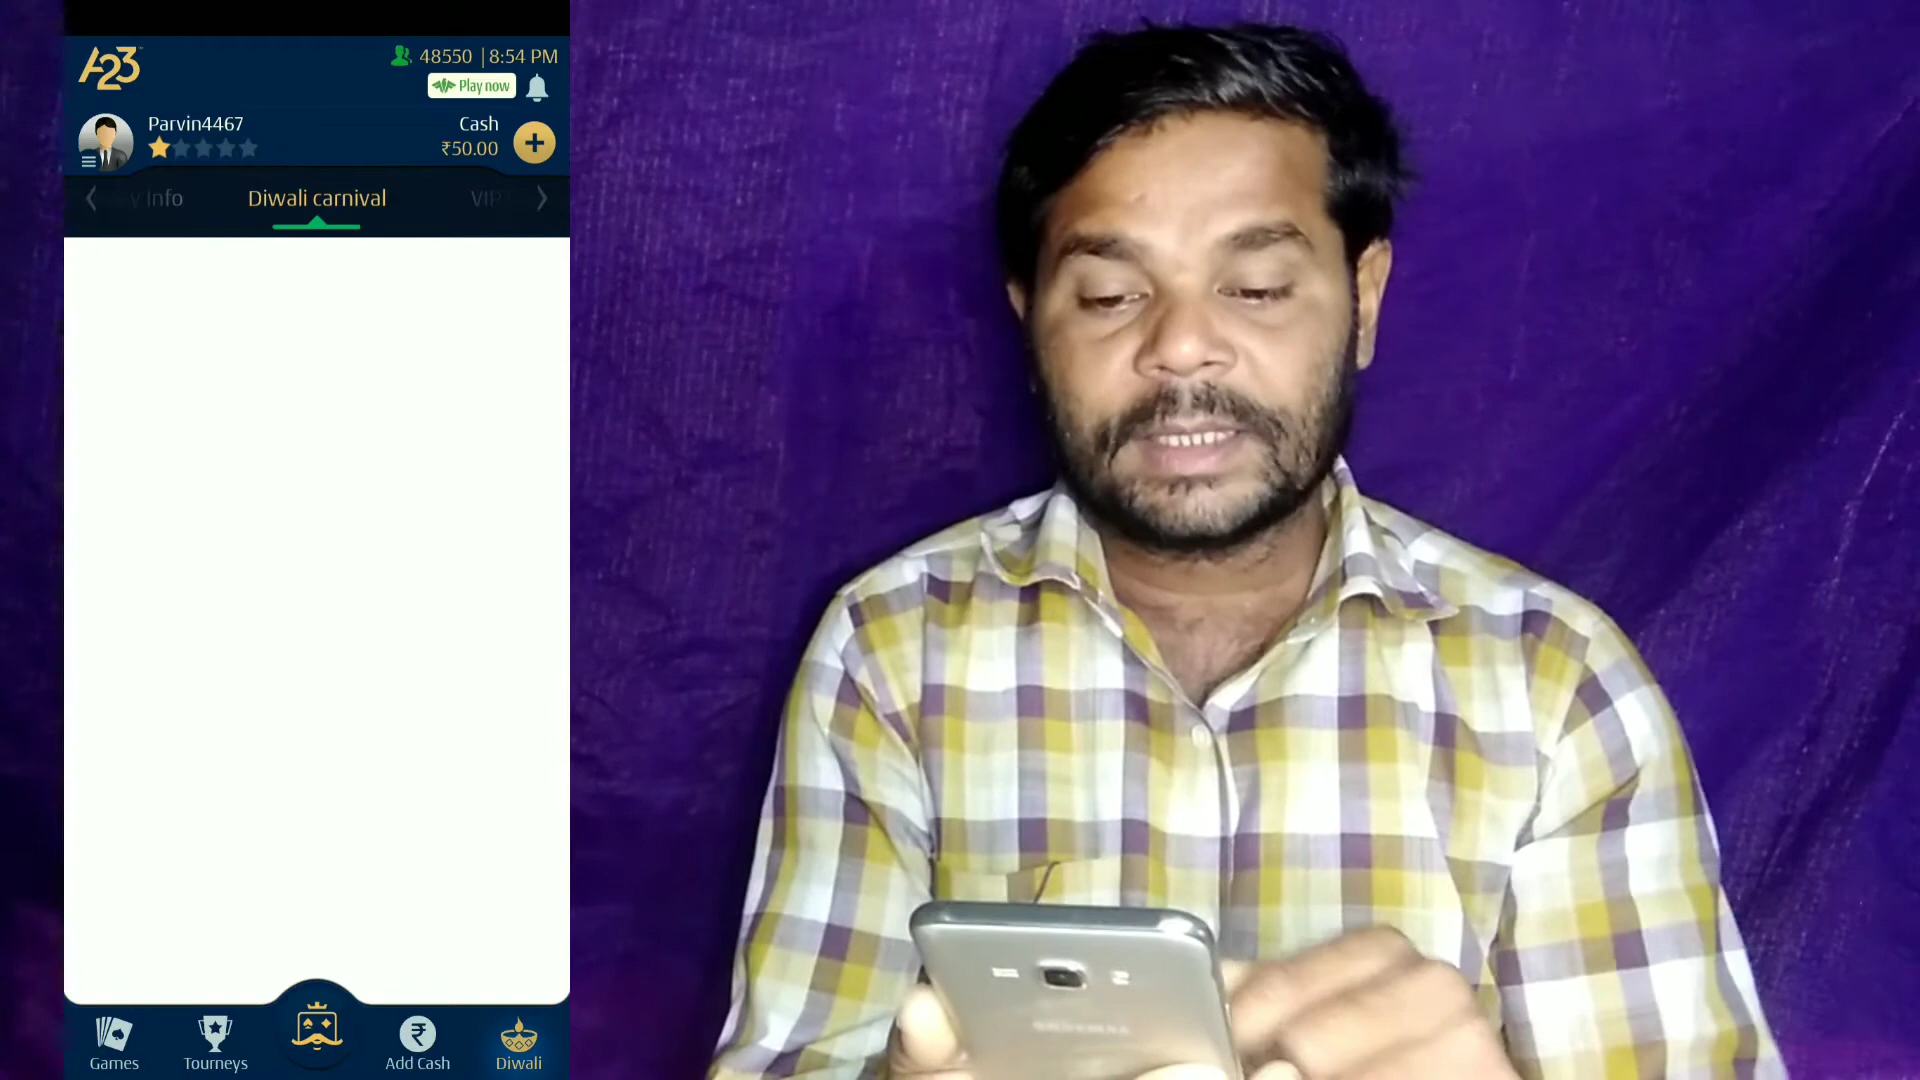 A23
48550 | 8:54 PM
Play now
Parvin4467
Cash
₹50.00
y Info
Diwali carnival
VIP
Games
Tourneys
Add Cash
Diwali
SAMSUNG